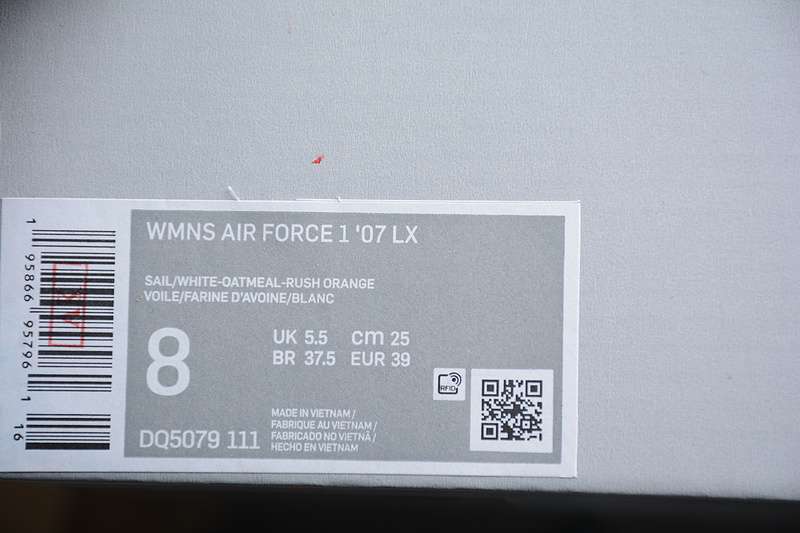 WMNS AIR FORCE 1 '07 LX
SAIL/WHITE-OATMEAL-RUSH ORANGE
VOILE/FARINE D'AVOINE/BLANC
8
UK 5.5 cm 25
BR 37.5 EUR 39
RFID
DQ5079 111
MADE IN VIETNAM /
FABRIQUE AU VIETNAM /
FABRICADO NO VIETNÃ /
HECHO EN VIETNAM
1 95866 95796 1
16